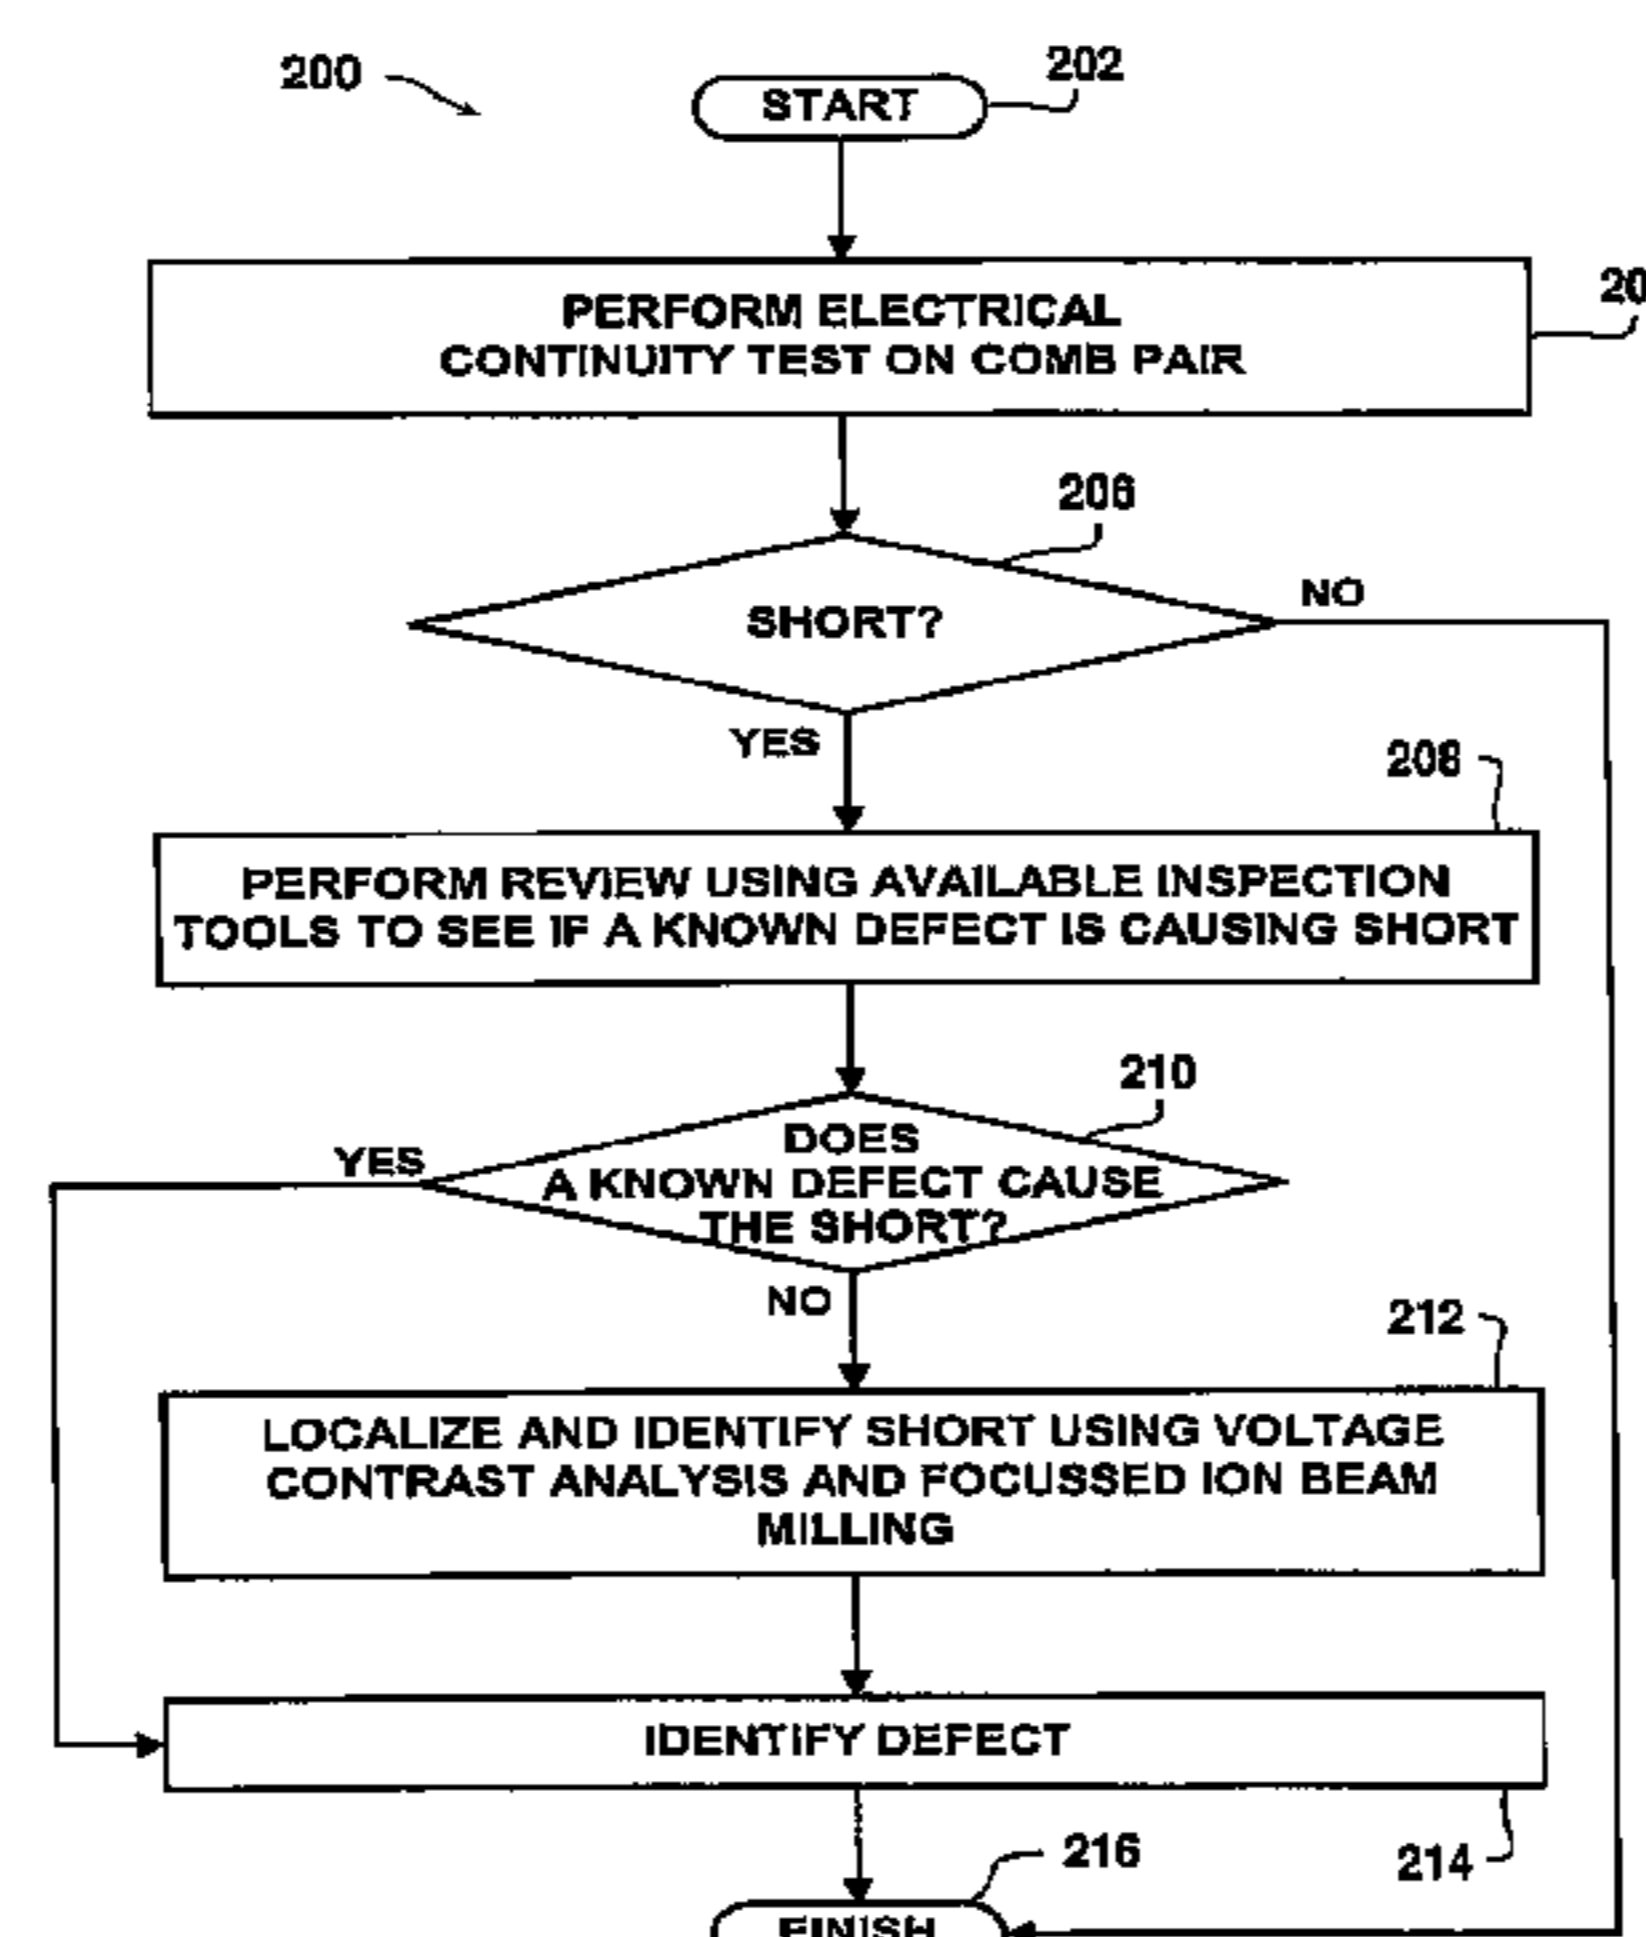 200
202
START
20
PERFORM ELECTRICAL
CONTINUITY TEST ON COMB PAIR
206
SHORT?
NO
YES
208
PERFORM REVIEW USING AVAILABLE INSPECTION
TOOLS TO SEE IF A KNOWN DEFECT IS CAUSING SHORT
210
DOES
A KNOWN DEFECT CAUSE
THE SHORT?
YES
NO
212
LOCALIZE AND IDENTIFY SHORT USING VOLTAGE
CONTRAST ANALYSIS AND FOCUSSED ION BEAM
MILLING
IDENTIFY DEFECT
214
216
FINISH